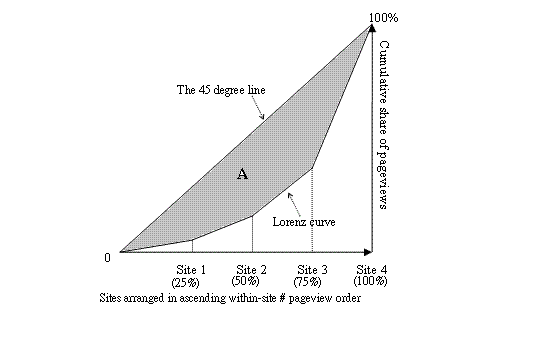 100%
Cumulative share of pageviews
The 45 degree line
A
Lorenz curve
0
Site 1 Site 2 Site 3 Site 4
(25%) (50%) (75%) (100%)
Sites arranged in ascending within-site # pageview order